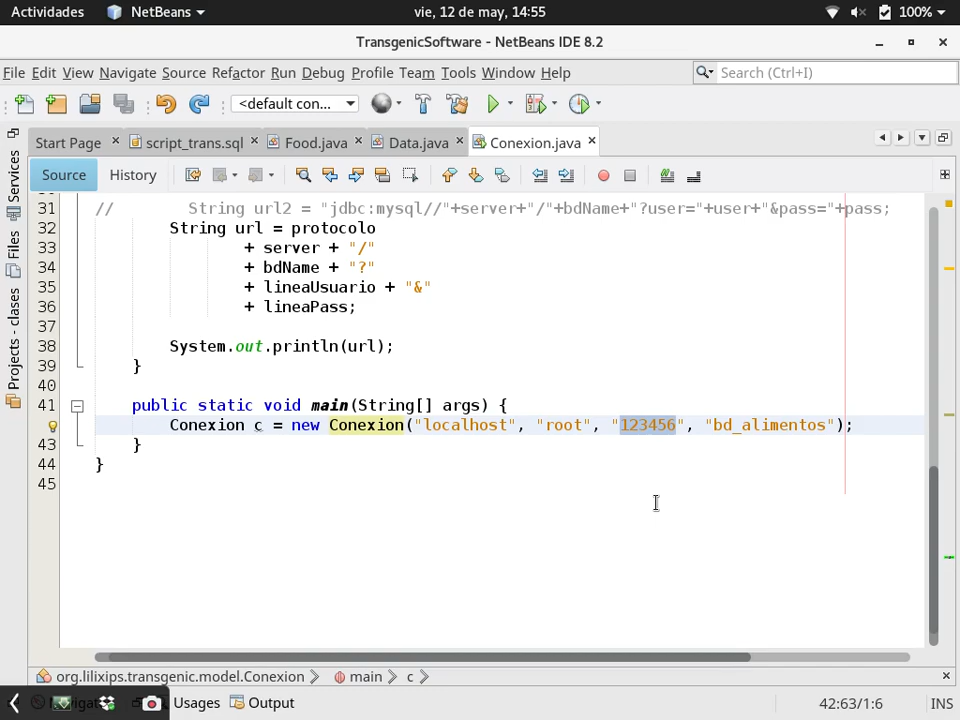 Actividades NetBeans vie, 12 de may, 14:55 100%
TransgenicSoftware - NetBeans IDE 8.2
File Edit View Navigate Source Refactor Run Debug Profile Team Tools Window Help Search (Ctrl+I)
<default con...
Start Page script_trans.sql Food.java Data.java Conexion.java
Source History
Services
Files
Projects - clases
31 // String url2 = "jdbc:mysql//"+server+"/"+bdName+"?user="+user+"&pass="+pass;
32 String url = protocolo
33 + server + "/"
34 + bdName + "?"
35 + lineaUsuario + "&"
36 + lineaPass;
37
38 System.out.println(url);
39 }
40
41 public static void main(String[] args) {
Conexion c = new Conexion("localhost", "root", "123456", "bd_alimentos");
43 }
44 }
45
org.lilixips.transgenic.model.Conexion main c
Usages Output 42:63/1:6 INS